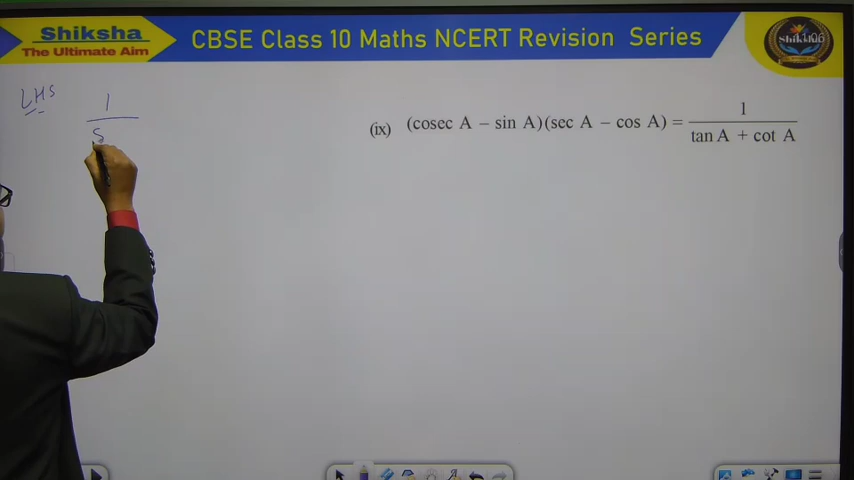 Shiksha
The Ultimate Aim
CBSE Class 10 Maths NCERT Revision Series
LHS
1
S
(ix) (cosec A – sin A)(sec A – cos A) = 1 / tan A + cot A